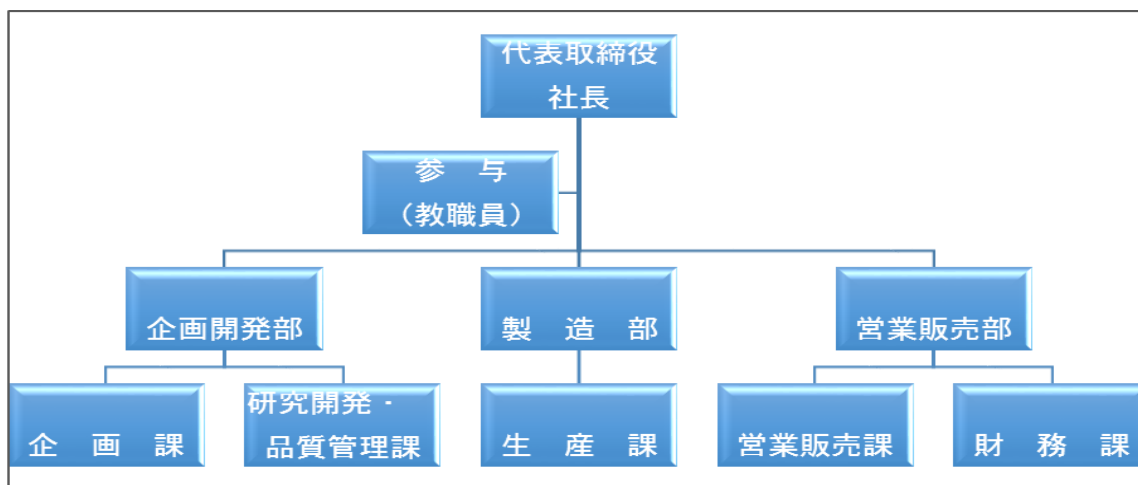 代表取締役
社長
参　与
（教職員）
企画開発部
製　造　部
営業販売部
企　画　課
研究開発・
品質管理課
生　産　課
営業販売課
財　務　課